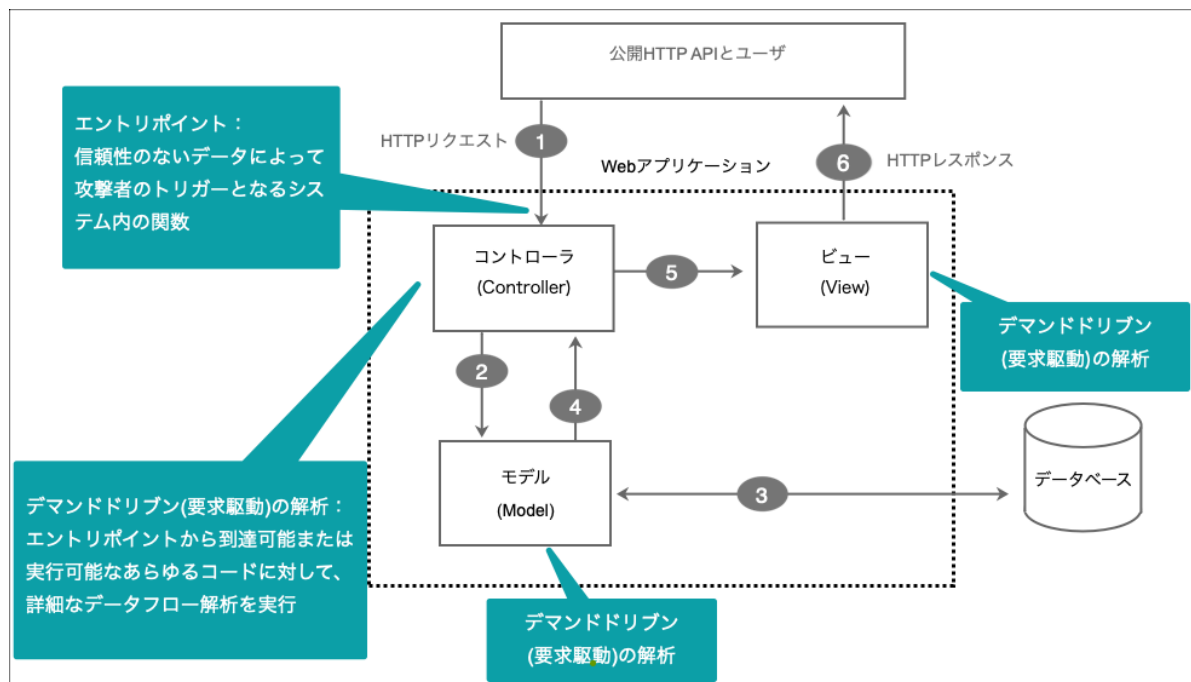 公開HTTP APIとユーザ
エントリポイント：
信頼性のないデータによって
攻撃者のトリガーとなるシス
テム内の関数
HTTPリクエスト
1
6
HTTPレスポンス
Webアプリケーション
コントローラ
(Controller)
5
ビュー
(View)
デマンドドリブン
(要求駆動)の解析
2
4
モデル
(Model)
3
データベース
デマンドドリブン(要求駆動)の解析：
エントリポイントから到達可能または
実行可能なあらゆるコードに対して、
詳細なデータフロー解析を実行
デマンドドリブン
(要求駆動)の解析